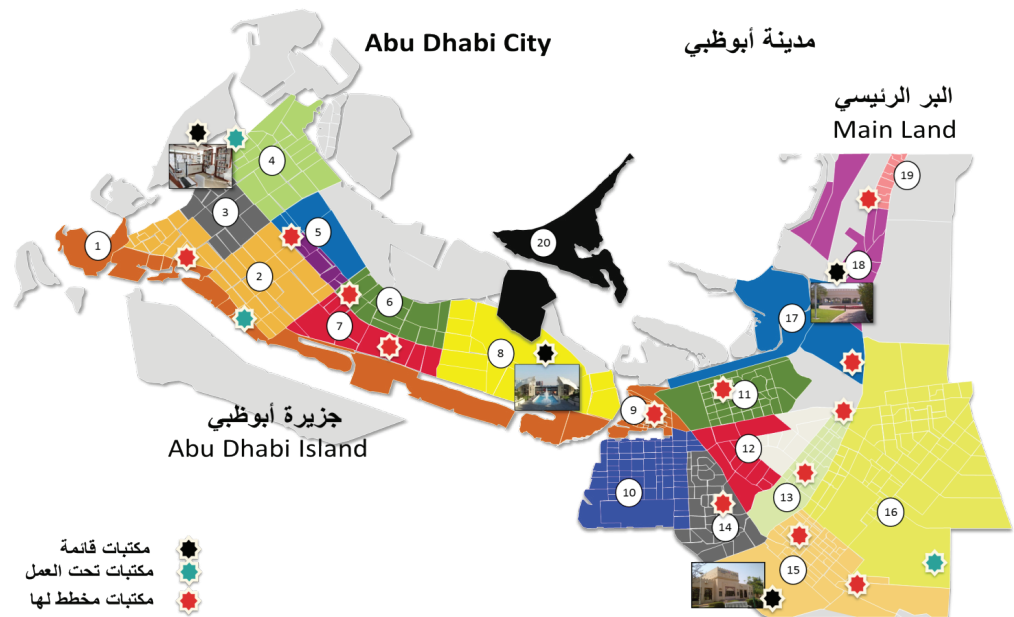 Abu Dhabi City
مدينة أبوظبي
البر الرئيسي
Main Land
جزيرة أبوظبي
Abu Dhabi Island
1
2
3
4
5
6
7
8
9
10
11
12
13
14
15
16
17
18
19
20
مكتبات قائمة
مكتبات تحت العمل
مكتبات مخطط لها